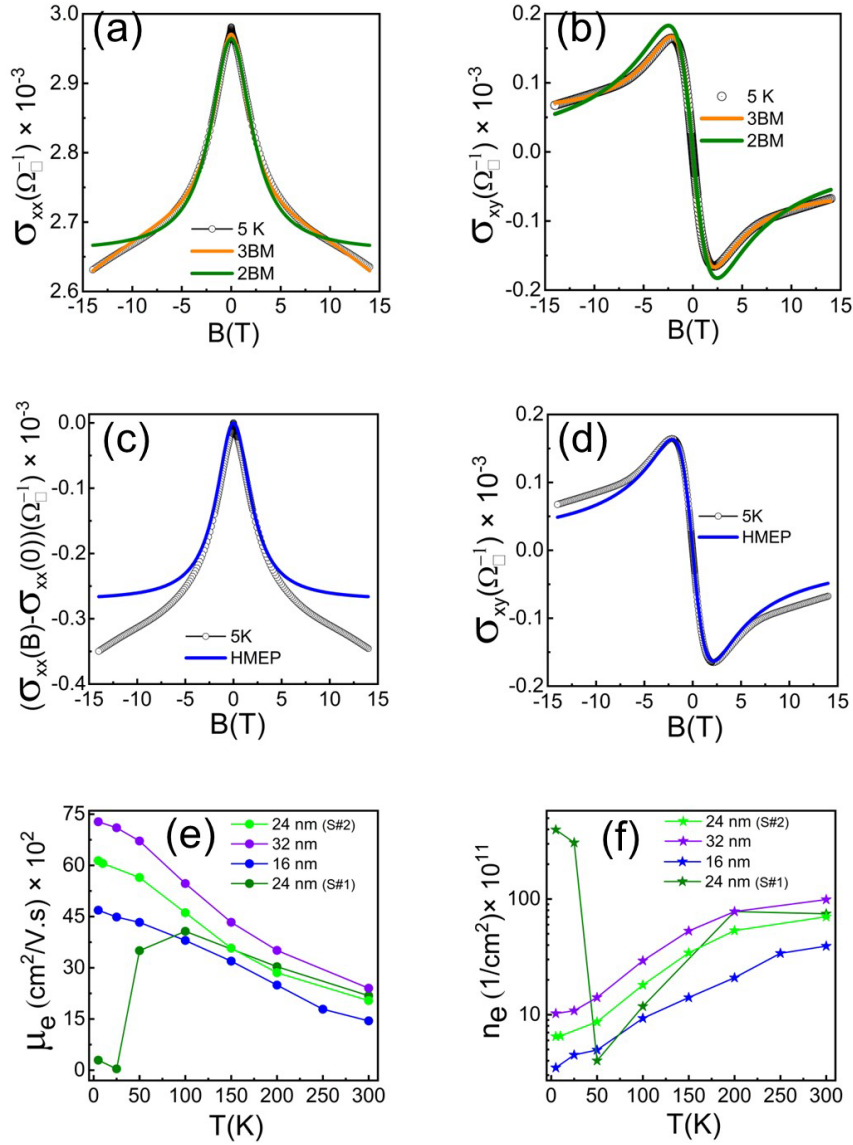 (a)
3.0
2.9
2.8
2.7
2.6
σxx(Ω□⁻¹) × 10⁻³
5 K
3BM
2BM
-15 -10 -5 0 5 10 15
B(T)
(b)
0.2
0.1
0.0
-0.1
-0.2
σxy(Ω□⁻¹) × 10⁻³
5 K
3BM
2BM
-15 -10 -5 0 5 10 15
B(T)
(c)
0.0
-0.1
-0.2
-0.3
-0.4
(σxx(B)-σxx(0))(Ω□⁻¹) × 10⁻³
5K
HMEP
-15 -10 -5 0 5 10 15
B(T)
(d)
0.2
0.1
0.0
-0.1
-0.2
σxy(Ω□⁻¹) × 10⁻³
5K
HMEP
-15 -10 -5 0 5 10 15
B(T)
(e)
75
60
45
30
15
0
μe (cm²/V.s) × 10²
24 nm (S#2)
32 nm
16 nm
24 nm (S#1)
0 50 100 150 200 250 300
T(K)
(f)
100
10
ne (1/cm²)× 10¹¹
24 nm (S#2)
32 nm
16 nm
24 nm (S#1)
0 50 100 150 200 250 300
T(K)